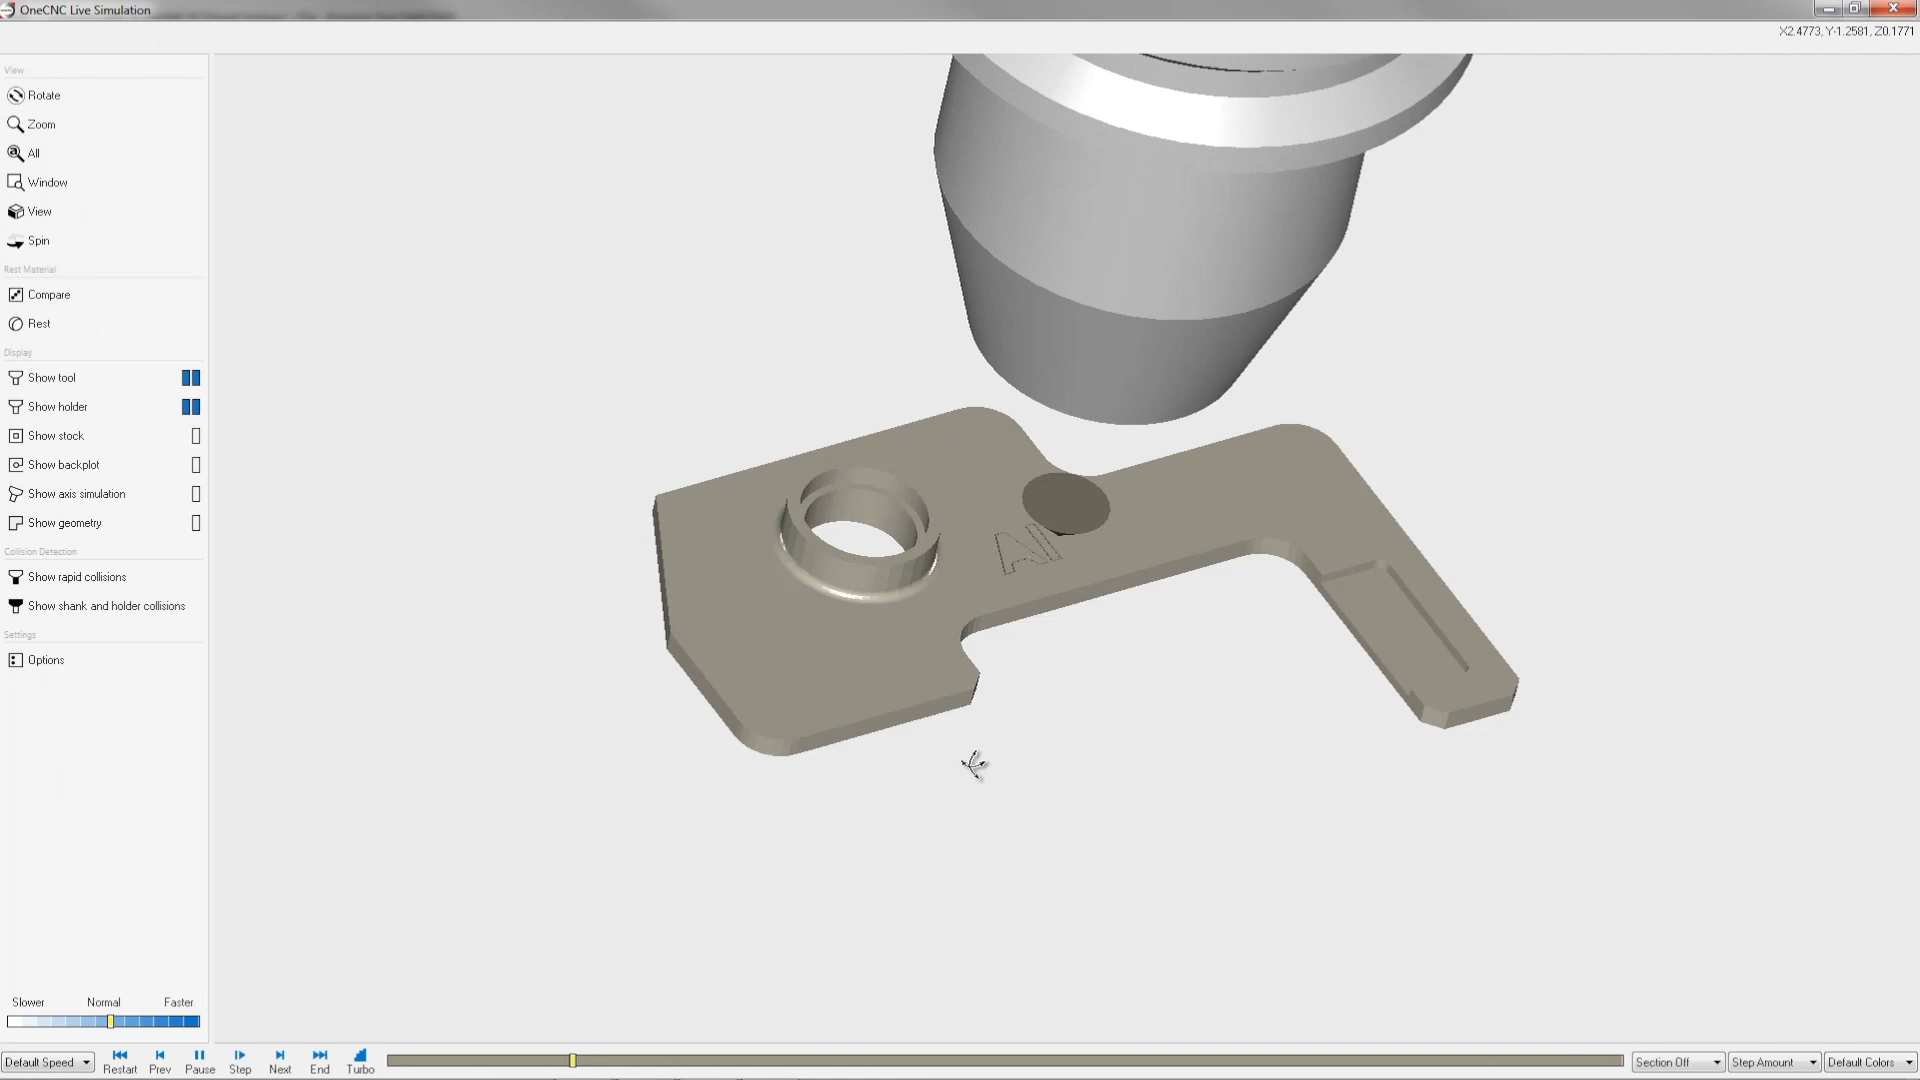 OneCNC Live Simulation
X2.4773, Y-1.2581, Z0.1771
View
Rotate
Zoom
All
Window
View
Spin
Rest Material
Compare
Rest
Display
Show tool
Show holder
Show stock
Show backplot
Show axis simulation
Show geometry
Collision Detection
Show rapid collisions
Show shank and holder collisions
Settings
Options
Slower Normal Faster
Default Speed Restart Prev Pause Step Next End Turbo Section Off Step Amount Default Colors